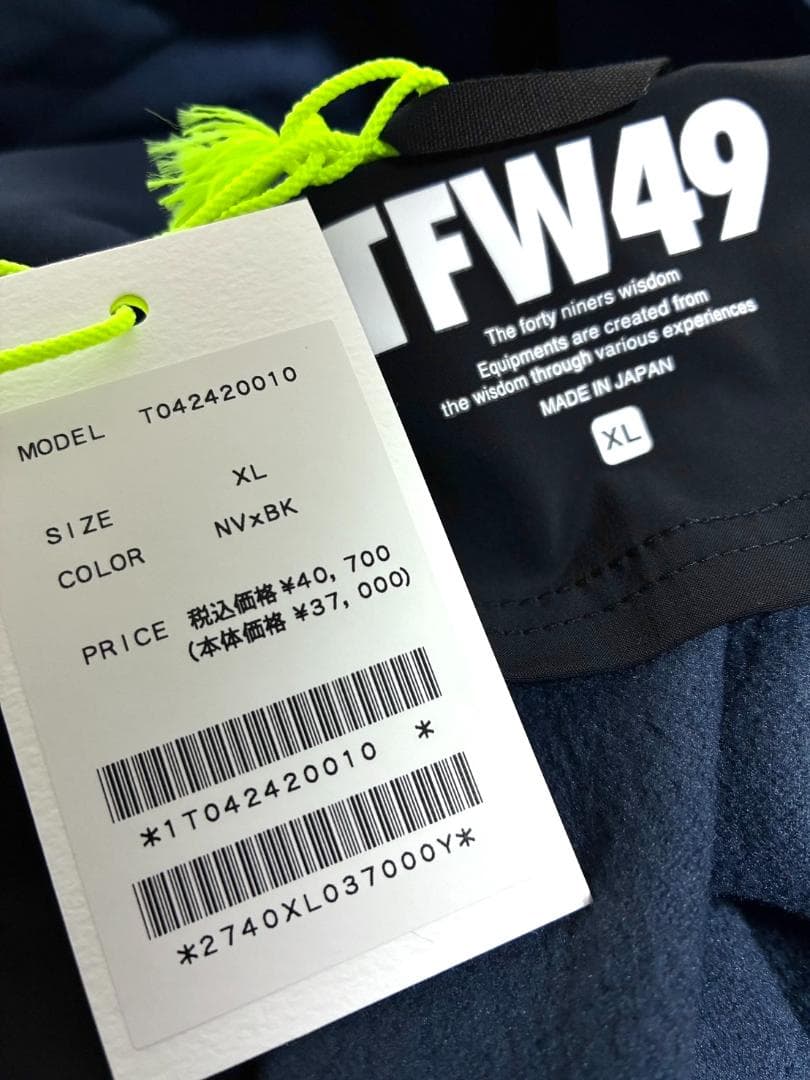 TFW49
The forty niners wisdom
Equipments are created from
the wisdom through various experiences
MADE IN JAPAN
XL
MODEL T042420010
SIZE XL
COLOR NVxBK
PRICE 税込価格 ¥40,700
(本体価格 ¥37,000)
*1T042420010 *
*2740XL037000Y*